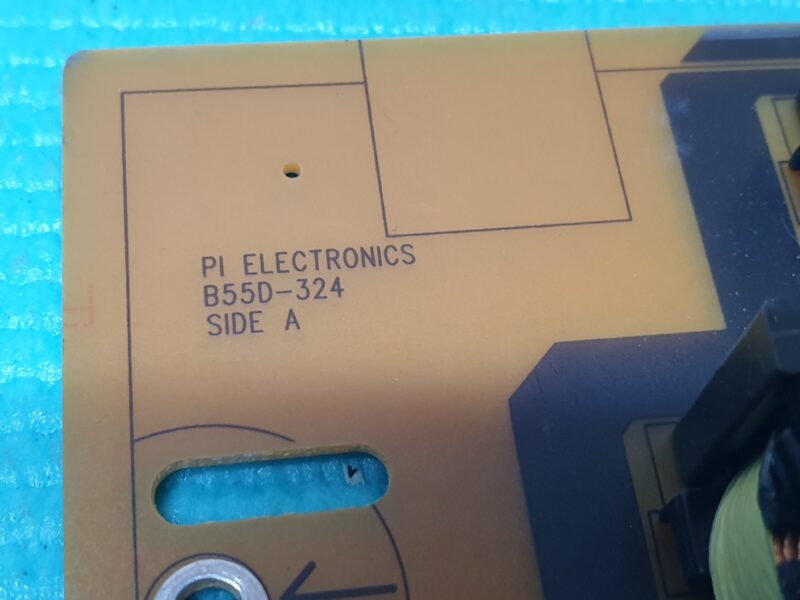 PI ELECTRONICS
B55D-324
SIDE A